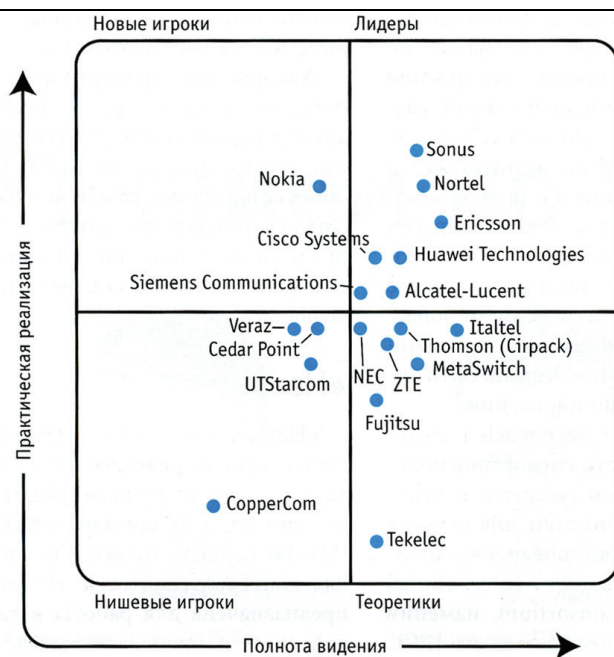 Новые игроки
Лидеры
Практическая реализация
Sonus
Nokia
Nortel
Ericsson
Cisco Systems
Huawei Technologies
Siemens Communications
Alcatel-Lucent
Veraz
Italtel
Cedar Point
Thomson (Cirpack)
UTStarcom
NEC
ZTE
MetaSwitch
Fujitsu
CopperCom
Tekelec
Нишевые игроки
Теоретики
Полнота видения